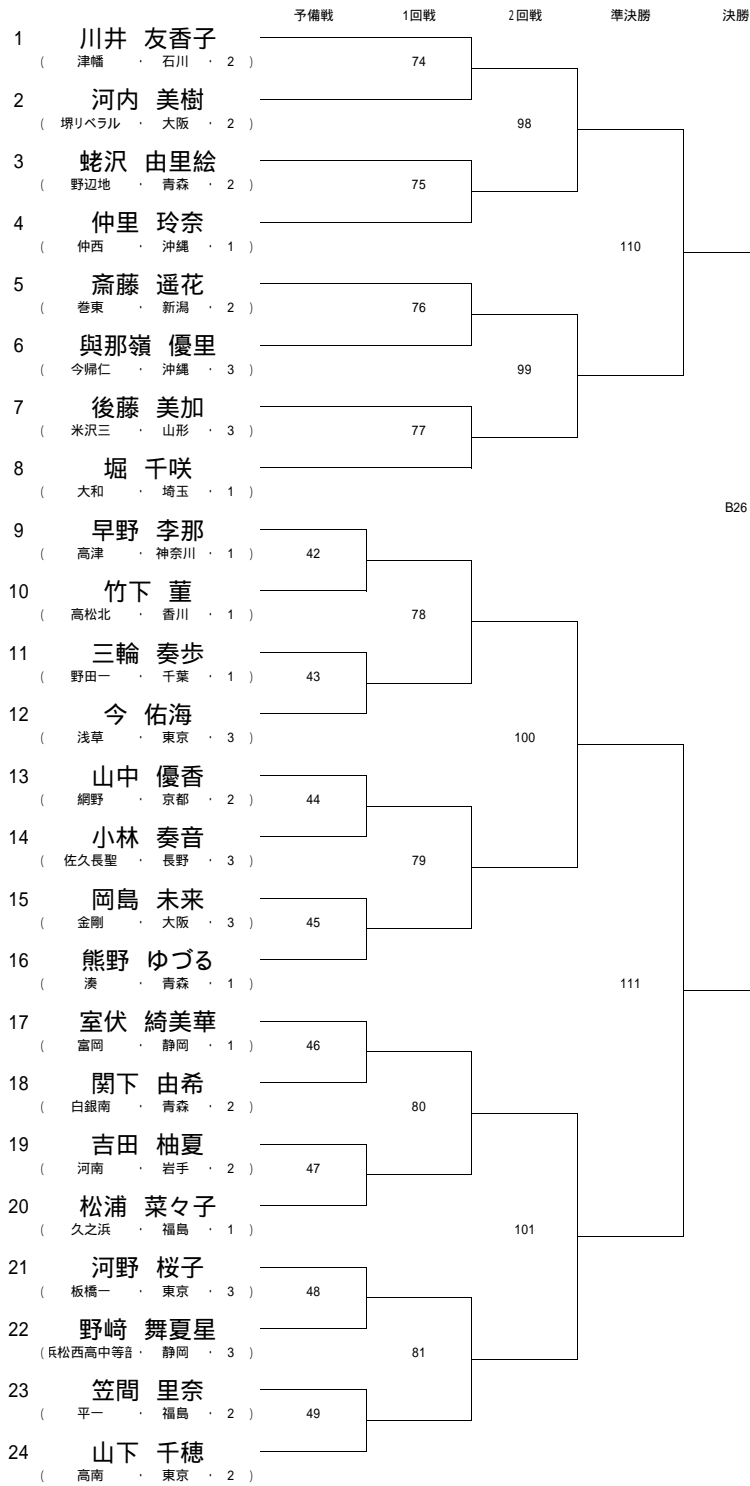 予備戦 1回戦 2回戦 準決勝 決勝
1 川井 友香子
( 津幡 ・ 石川 ・ 2 ) 74
2 河内 美樹
( 堺リベラル ・ 大阪 ・ 2 ) 98
3 蛯沢 由里絵
( 野辺地 ・ 青森 ・ 2 ) 75
4 仲里 玲奈
( 仲西 ・ 沖縄 ・ 1 ) 110
5 斎藤 遥花
( 巻東 ・ 新潟 ・ 2 ) 76
6 與那嶺 優里
( 今帰仁 ・ 沖縄 ・ 3 ) 99
7 後藤 美加
( 米沢三 ・ 山形 ・ 3 ) 77
8 堀 千咲
( 大和 ・ 埼玉 ・ 1 )
B26
9 早野 李那
( 高津 ・ 神奈川 ・ 1 ) 42
10 竹下 菫
( 高松北 ・ 香川 ・ 1 ) 78
11 三輪 奏歩
( 野田一 ・ 千葉 ・ 1 ) 43
12 今 佑海
( 浅草 ・ 東京 ・ 3 ) 100
13 山中 優香
( 網野 ・ 京都 ・ 2 ) 44
14 小林 奏音
( 佐久長聖 ・ 長野 ・ 3 ) 79
15 岡島 未来
( 金剛 ・ 大阪 ・ 3 ) 45
16 熊野 ゆづる
( 湊 ・ 青森 ・ 1 ) 111
17 室伏 綺美華
( 富岡 ・ 静岡 ・ 1 ) 46
18 関下 由希
( 白銀南 ・ 青森 ・ 2 ) 80
19 吉田 柚夏
( 河南 ・ 岩手 ・ 2 ) 47
20 松浦 菜々子
( 久之浜 ・ 福島 ・ 1 ) 101
21 河野 桜子
( 板橋一 ・ 東京 ・ 3 ) 48
22 野﨑 舞夏星
( 浜松西高中等部 ・ 静岡 ・ 3 ) 81
23 笠間 里奈
( 平一 ・ 福島 ・ 2 ) 49
24 山下 千穂
( 高南 ・ 東京 ・ 2 )